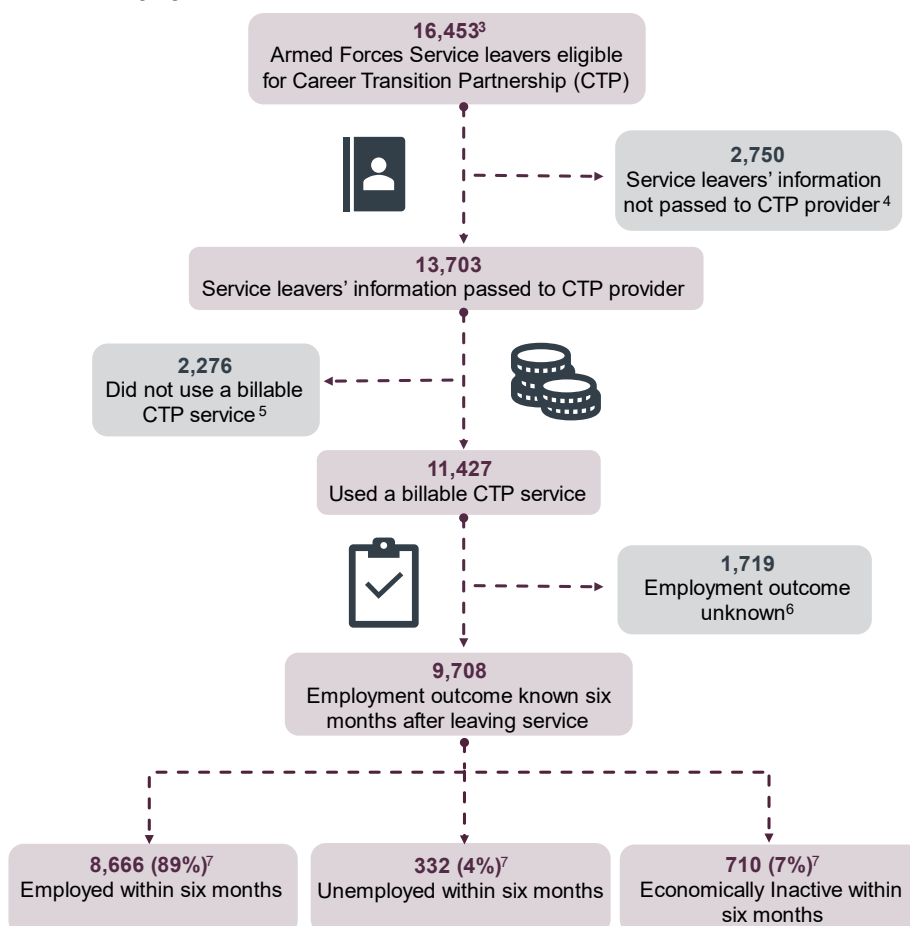 16,453³
Armed Forces Service leavers eligible
for Career Transition Partnership (CTP)
2,750
Service leavers’ information
not passed to CTP provider ⁴
13,703
Service leavers’ information passed to CTP provider
2,276
Did not use a billable
CTP service ⁵
11,427
Used a billable CTP service
1,719
Employment outcome
unknown⁶
9,708
Employment outcome known six
months after leaving service
8,666 (89%)⁷
Employed within six months
332 (4%)⁷
Unemployed within six months
710 (7%)⁷
Economically Inactive within
six months